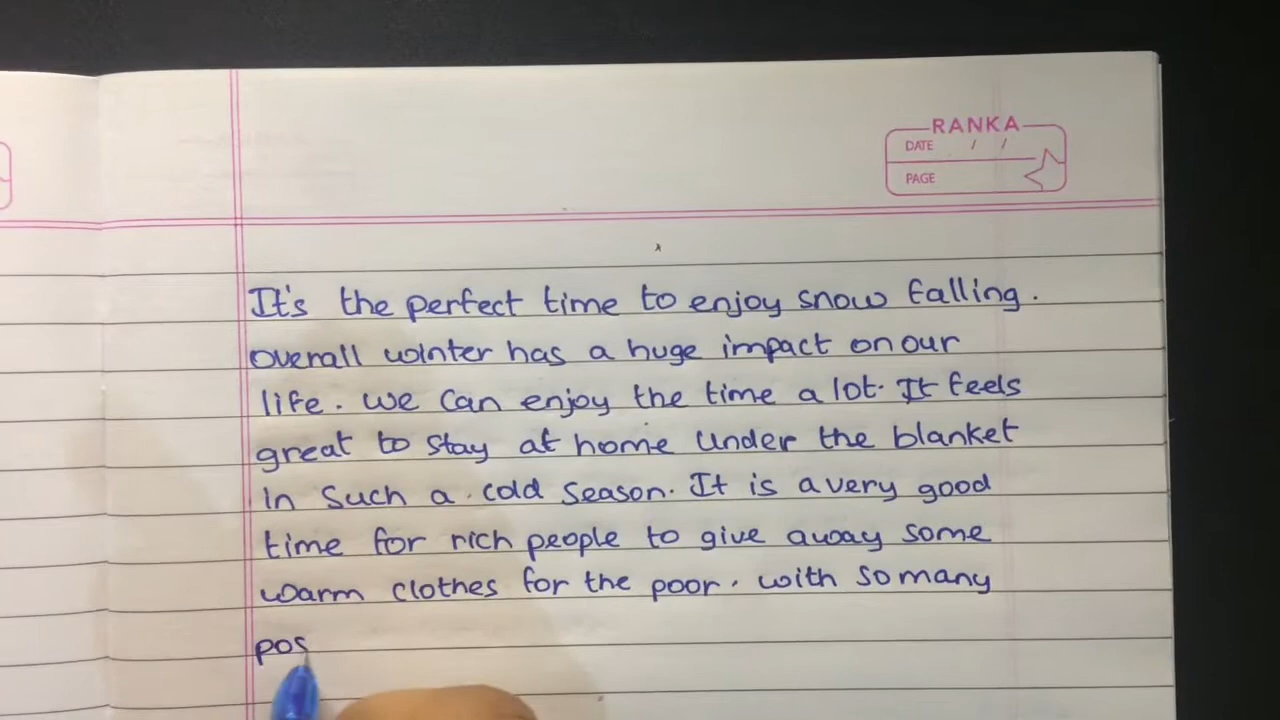 RANKA
DATE / /
PAGE
It's the perfect time to enjoy snow falling.
overall winter has a huge impact on our
life. we can enjoy the time a lot. It feels
great to stay at home under the blanket
in such a cold season. It is a very good
time for rich people to give away some
warm clothes for the poor. with so many
pos